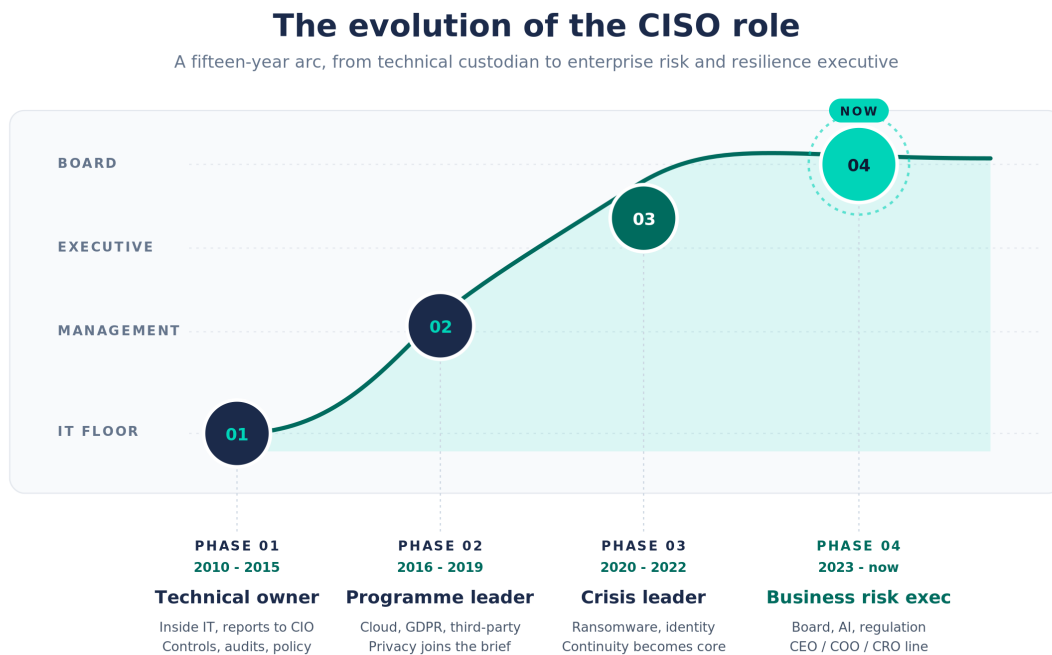 The evolution of the CISO role
A fifteen-year arc, from technical custodian to enterprise risk and resilience executive
NOW
BOARD
04
03
EXECUTIVE
MANAGEMENT
02
IT FLOOR
01
PHASE 01
2010 - 2015
Technical owner
Inside IT, reports to CIO
Controls, audits, policy
PHASE 02
2016 - 2019
Programme leader
Cloud, GDPR, third-party
Privacy joins the brief
PHASE 03
2020 - 2022
Crisis leader
Ransomware, identity
Continuity becomes core
PHASE 04
2023 - now
Business risk exec
Board, AI, regulation
CEO / COO / CRO line